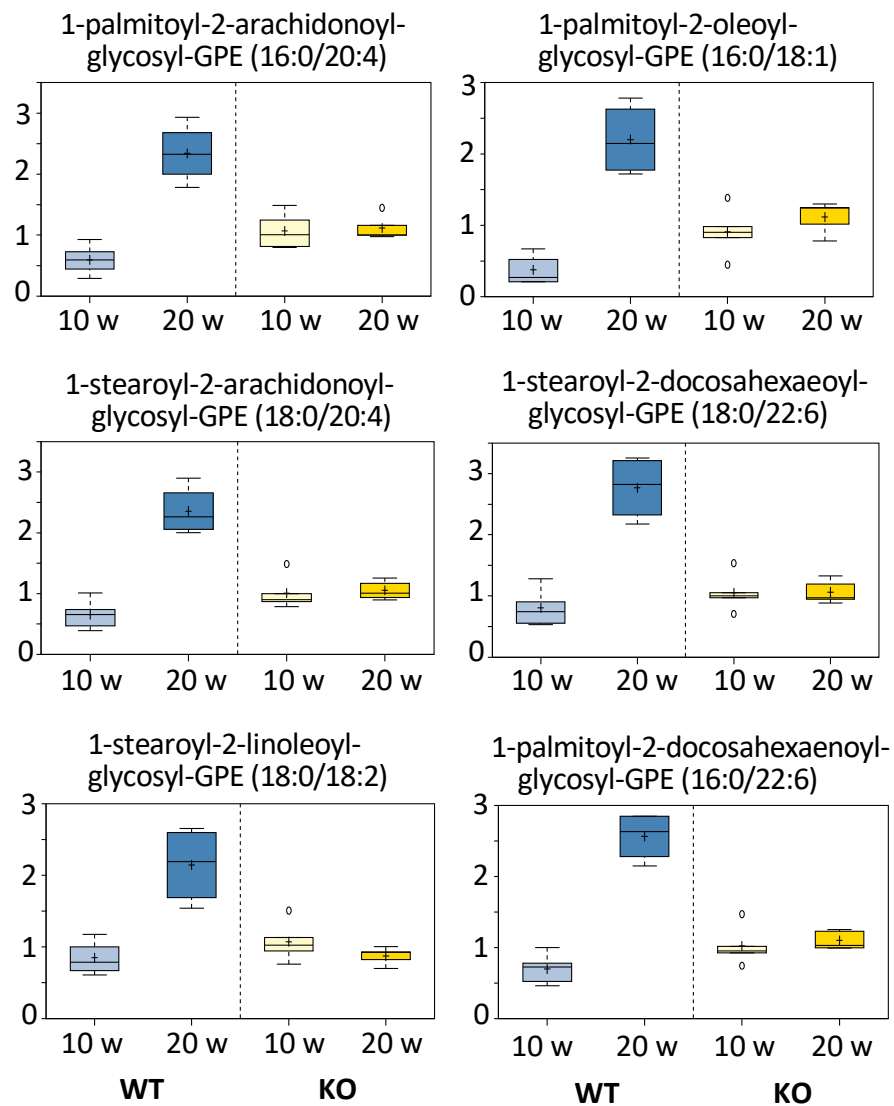 1-palmitoyl-2-arachidonoyl-
glycosyl-GPE (16:0/20:4)
3
2
1
0
10 w 20 w 10 w 20 w
1-palmitoyl-2-oleoyl-
glycosyl-GPE (16:0/18:1)
3
2
1
0
10 w 20 w 10 w 20 w
1-stearoyl-2-arachidonoyl-
glycosyl-GPE (18:0/20:4)
3
2
1
0
10 w 20 w 10 w 20 w
1-stearoyl-2-docosahexaeoyl-
glycosyl-GPE (18:0/22:6)
3
2
1
0
10 w 20 w 10 w 20 w
1-stearoyl-2-linoleoyl-
glycosyl-GPE (18:0/18:2)
3
2
1
0
10 w 20 w 10 w 20 w
WT KO
1-palmitoyl-2-docosahexaenoyl-
glycosyl-GPE (16:0/22:6)
3
2
1
0
10 w 20 w 10 w 20 w
WT KO